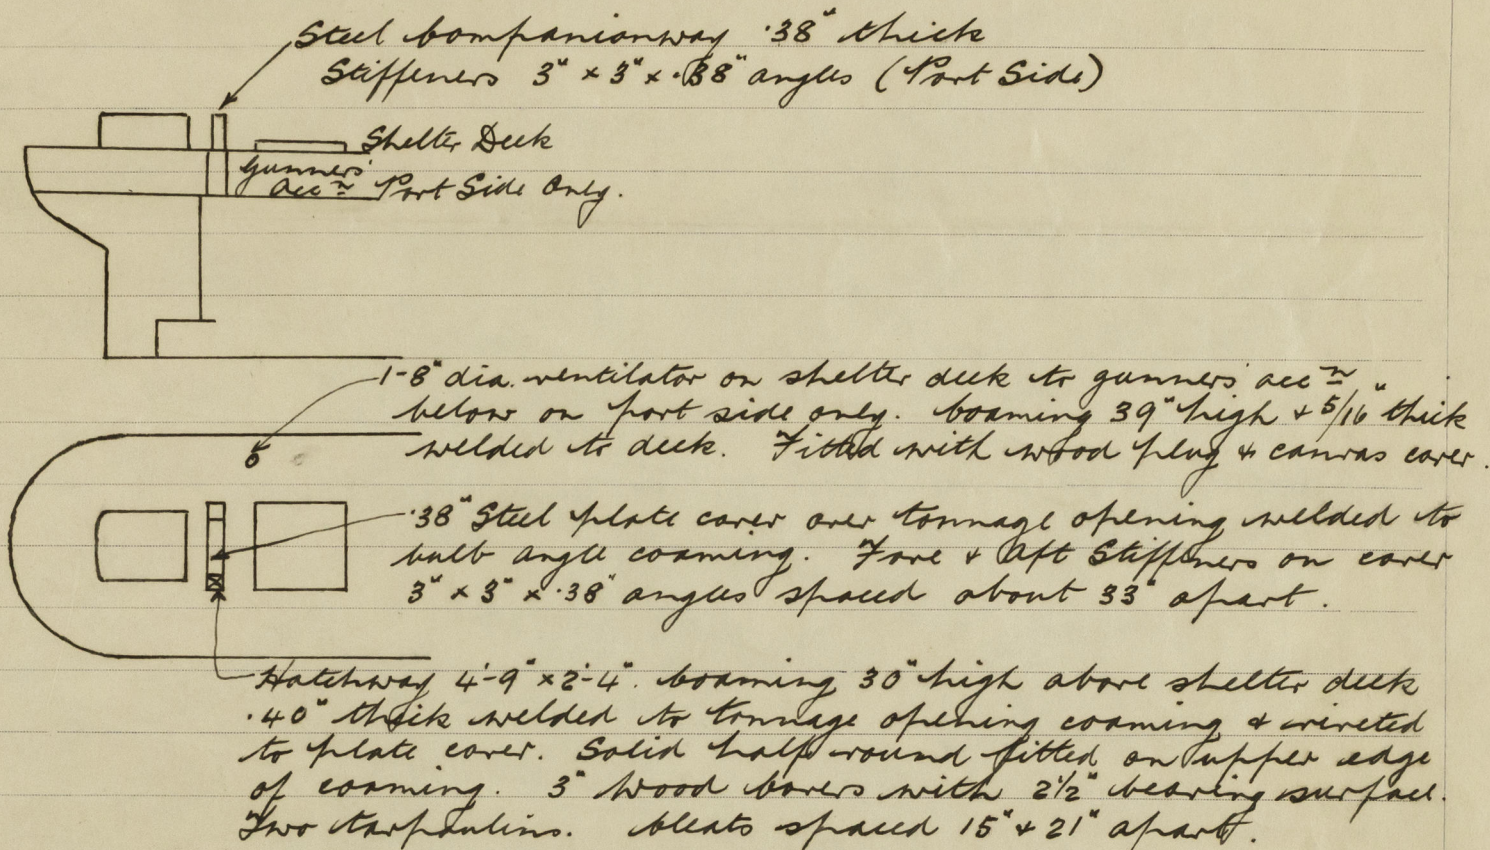 Steel Companionway .38" thick
Stiffeners 3" x 3" x .38" angles (Port Side)
Shelter Deck
Gunners'
accn Port Side Only.
1-8" dia. ventilator on shelter deck to gunners' accn
below on port side only. Coaming 39" high & 5/16" thick
welded to deck. Fitted with wood plug & canvas cover.
.38" Steel plate cover over tonnage opening welded to
bulb angle coaming. Fore & Aft Stiffeners on cover
3" x 3" x .38" angles spaced about 33" apart.
Hatchway 4'-9" x 2'-4". Coaming 30" high above shelter deck
.40" thick welded to tonnage opening coaming & riveted
to plate cover. Solid half round fitted on upper edge
of coaming. 3" Wood Covers with 2½" bearing surface.
Two tarpaulins. Cleats spaced 15" & 21" apart.